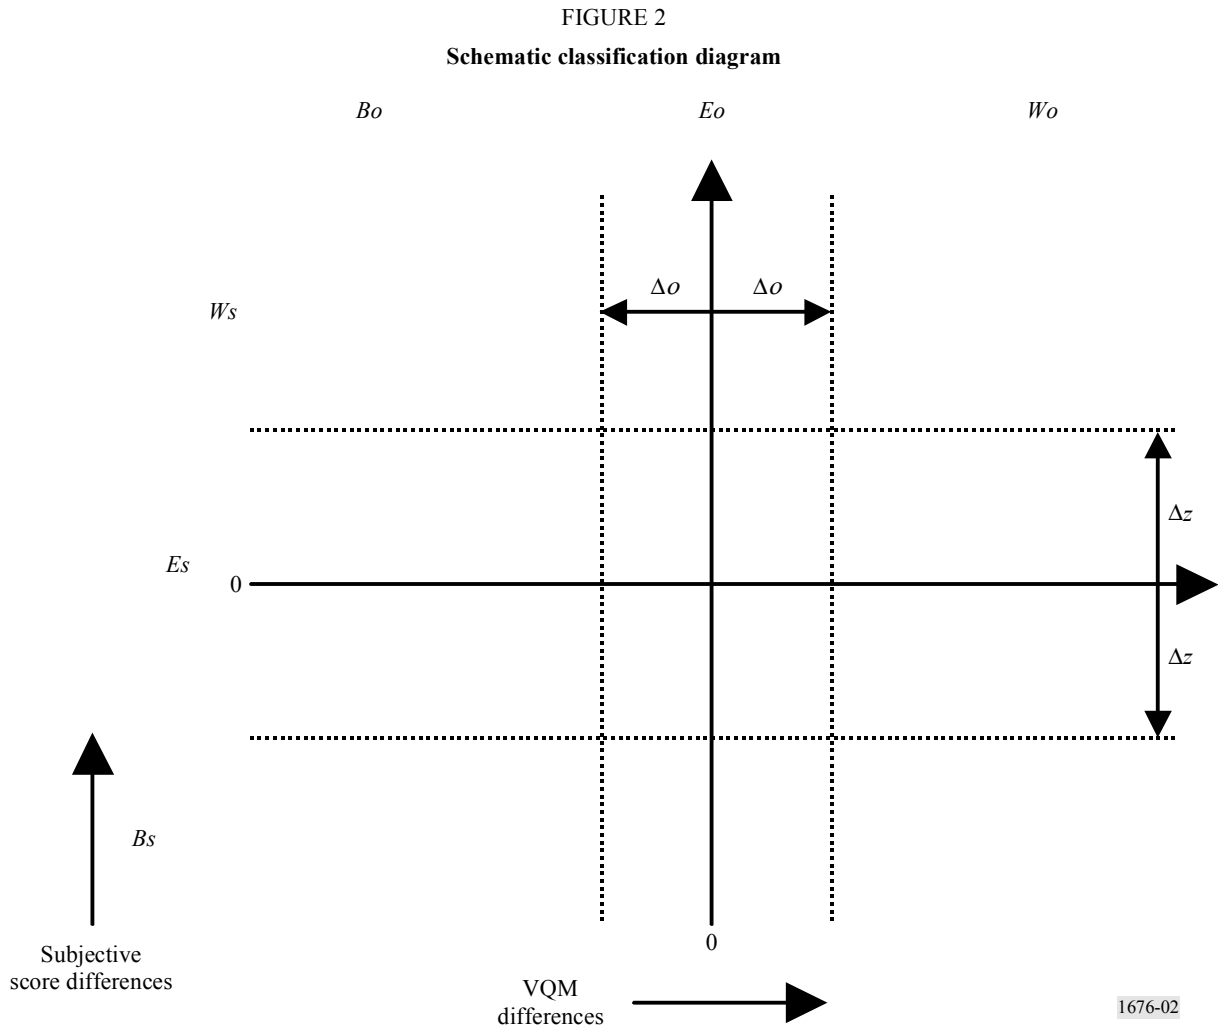 FIGURE 2
Schematic classification diagram
Bo Eo Wo
Δo Δo
Ws
Δz
Es
0
Δz
Bs
0
Subjective
score differences
VQM
differences
1676-02